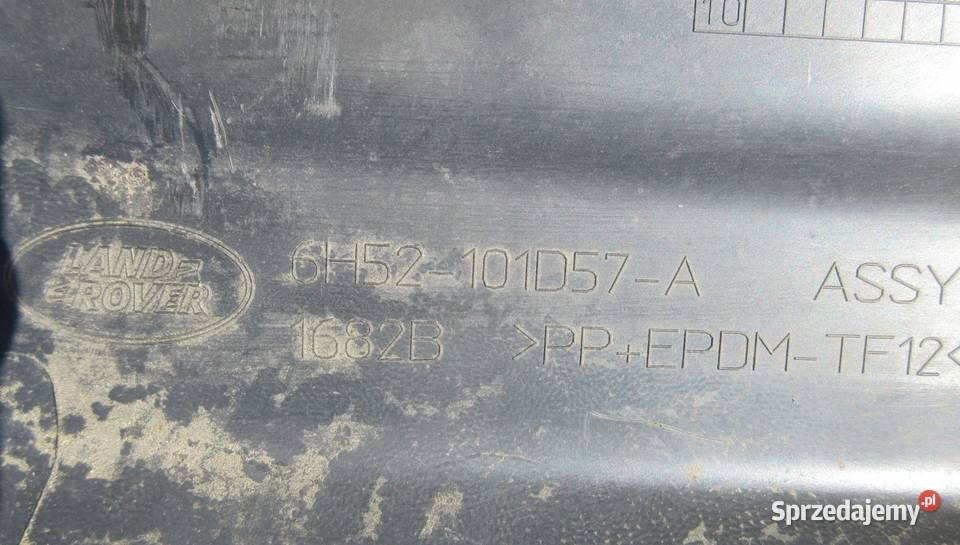 10
LAND
ROVER
6H52-101D57-A ASSY
1682B >PP+EPDM-TF12<
Sprzedajemy.pl